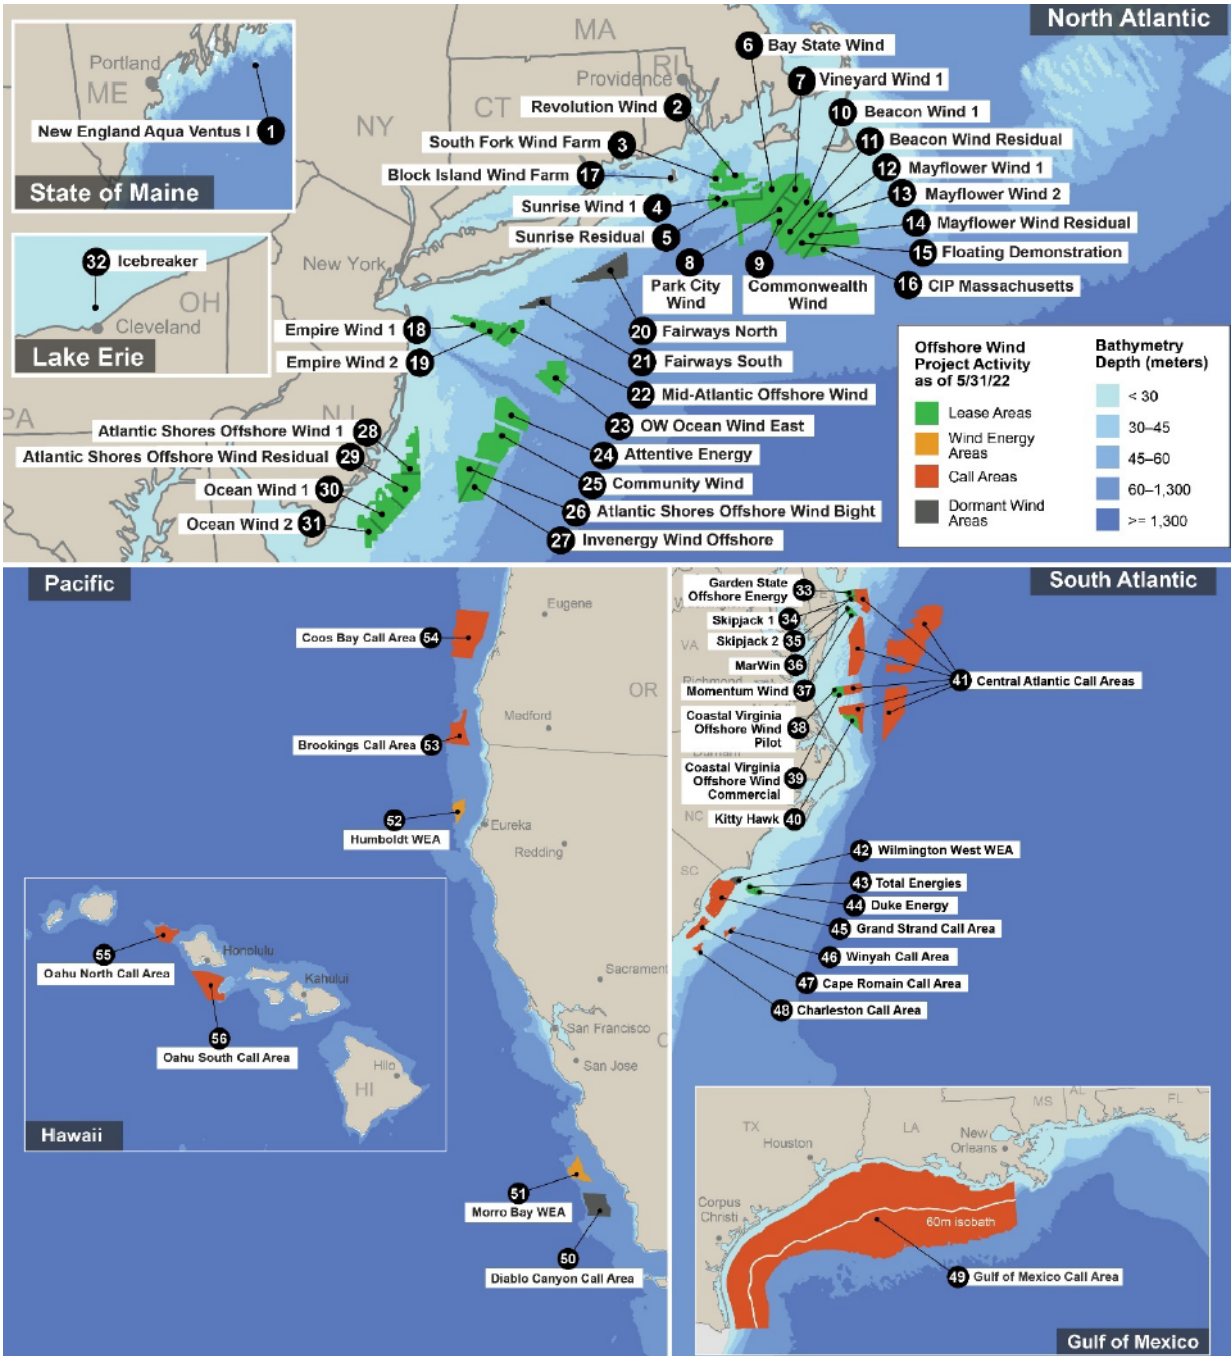 North Atlantic
MA
Portland
ME
New England Aqua Ventus I 1
State of Maine
6 Bay State Wind
RI
Providence
7 Vineyard Wind 1
CT
NY
Revolution Wind 2
10 Beacon Wind 1
South Fork Wind Farm 3
11 Beacon Wind Residual
Block Island Wind Farm 17
12 Mayflower Wind 1
13 Mayflower Wind 2
Sunrise Wind 1 4
14 Mayflower Wind Residual
Sunrise Residual 5
15 Floating Demonstration
8
Park City
Wind
9
Commonwealth
Wind
16 CIP Massachusetts
32 Icebreaker
OH
Cleveland
Lake Erie
New York
20
Fairways North
Empire Wind 1 18
21
Fairways South
Empire Wind 2 19
22
Mid-Atlantic Offshore Wind
PA
NJ
23
OW Ocean Wind East
Atlantic Shores Offshore Wind 1 28
24 Attentive Energy
Atlantic Shores Offshore Wind Residual 29
25 Community Wind
Ocean Wind 1 30
26 Atlantic Shores Offshore Wind Bight
Ocean Wind 2 31
27 Invenergy Wind Offshore
Offshore Wind
Project Activity
as of 5/31/22
Lease Areas
Wind Energy
Areas
Call Areas
Dormant Wind
Areas
Bathymetry
Depth (meters)
< 30
30–45
45–60
60–1,300
>= 1,300
Pacific
Eugene
Coos Bay Call Area 54
OR
Medford
Brookings Call Area 53
52
Humboldt WEA
Eureka
Redding
55
Oahu North Call Area
Honolulu
Kahului
56
Oahu South Call Area
Hilo
HI
Hawaii
Sacrament
San Francisco
San Jose
C
51
Morro Bay WEA
50
Diablo Canyon Call Area
South Atlantic
Garden State
Offshore Energy 33
Skipjack 1 34
Skipjack 2 35
VA
MarWin 36
Richmond
Momentum Wind 37
41 Central Atlantic Call Areas
Coastal Virginia
Offshore Wind
Pilot
38
Coastal Virginia
Offshore Wind
Commercial
39
Kitty Hawk 40
NC
42 Wilmington West WEA
SC
43 Total Energies
44 Duke Energy
45 Grand Strand Call Area
46 Winyah Call Area
47 Cape Romain Call Area
48 Charleston Call Area
TX
Houston
LA
MS
AL
FL
New
Orleans
Corpus
Christi
60m isobath
49 Gulf of Mexico Call Area
Gulf of Mexico